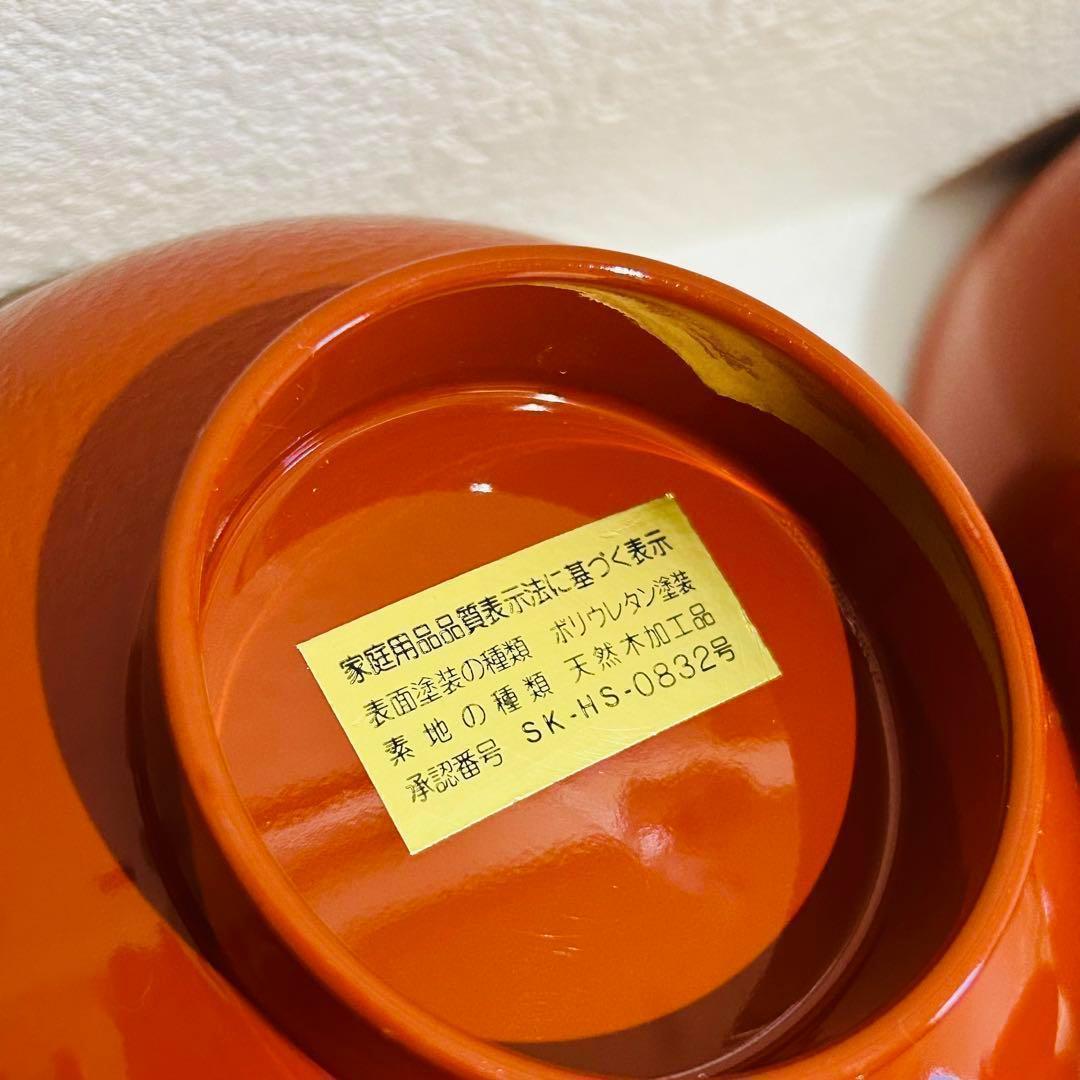 家庭用品品質表示法に基づく表示
表面塗装の種類 ポリウレタン塗装
素地の種類 天然木加工品
承認番号 SK-HS-0832号